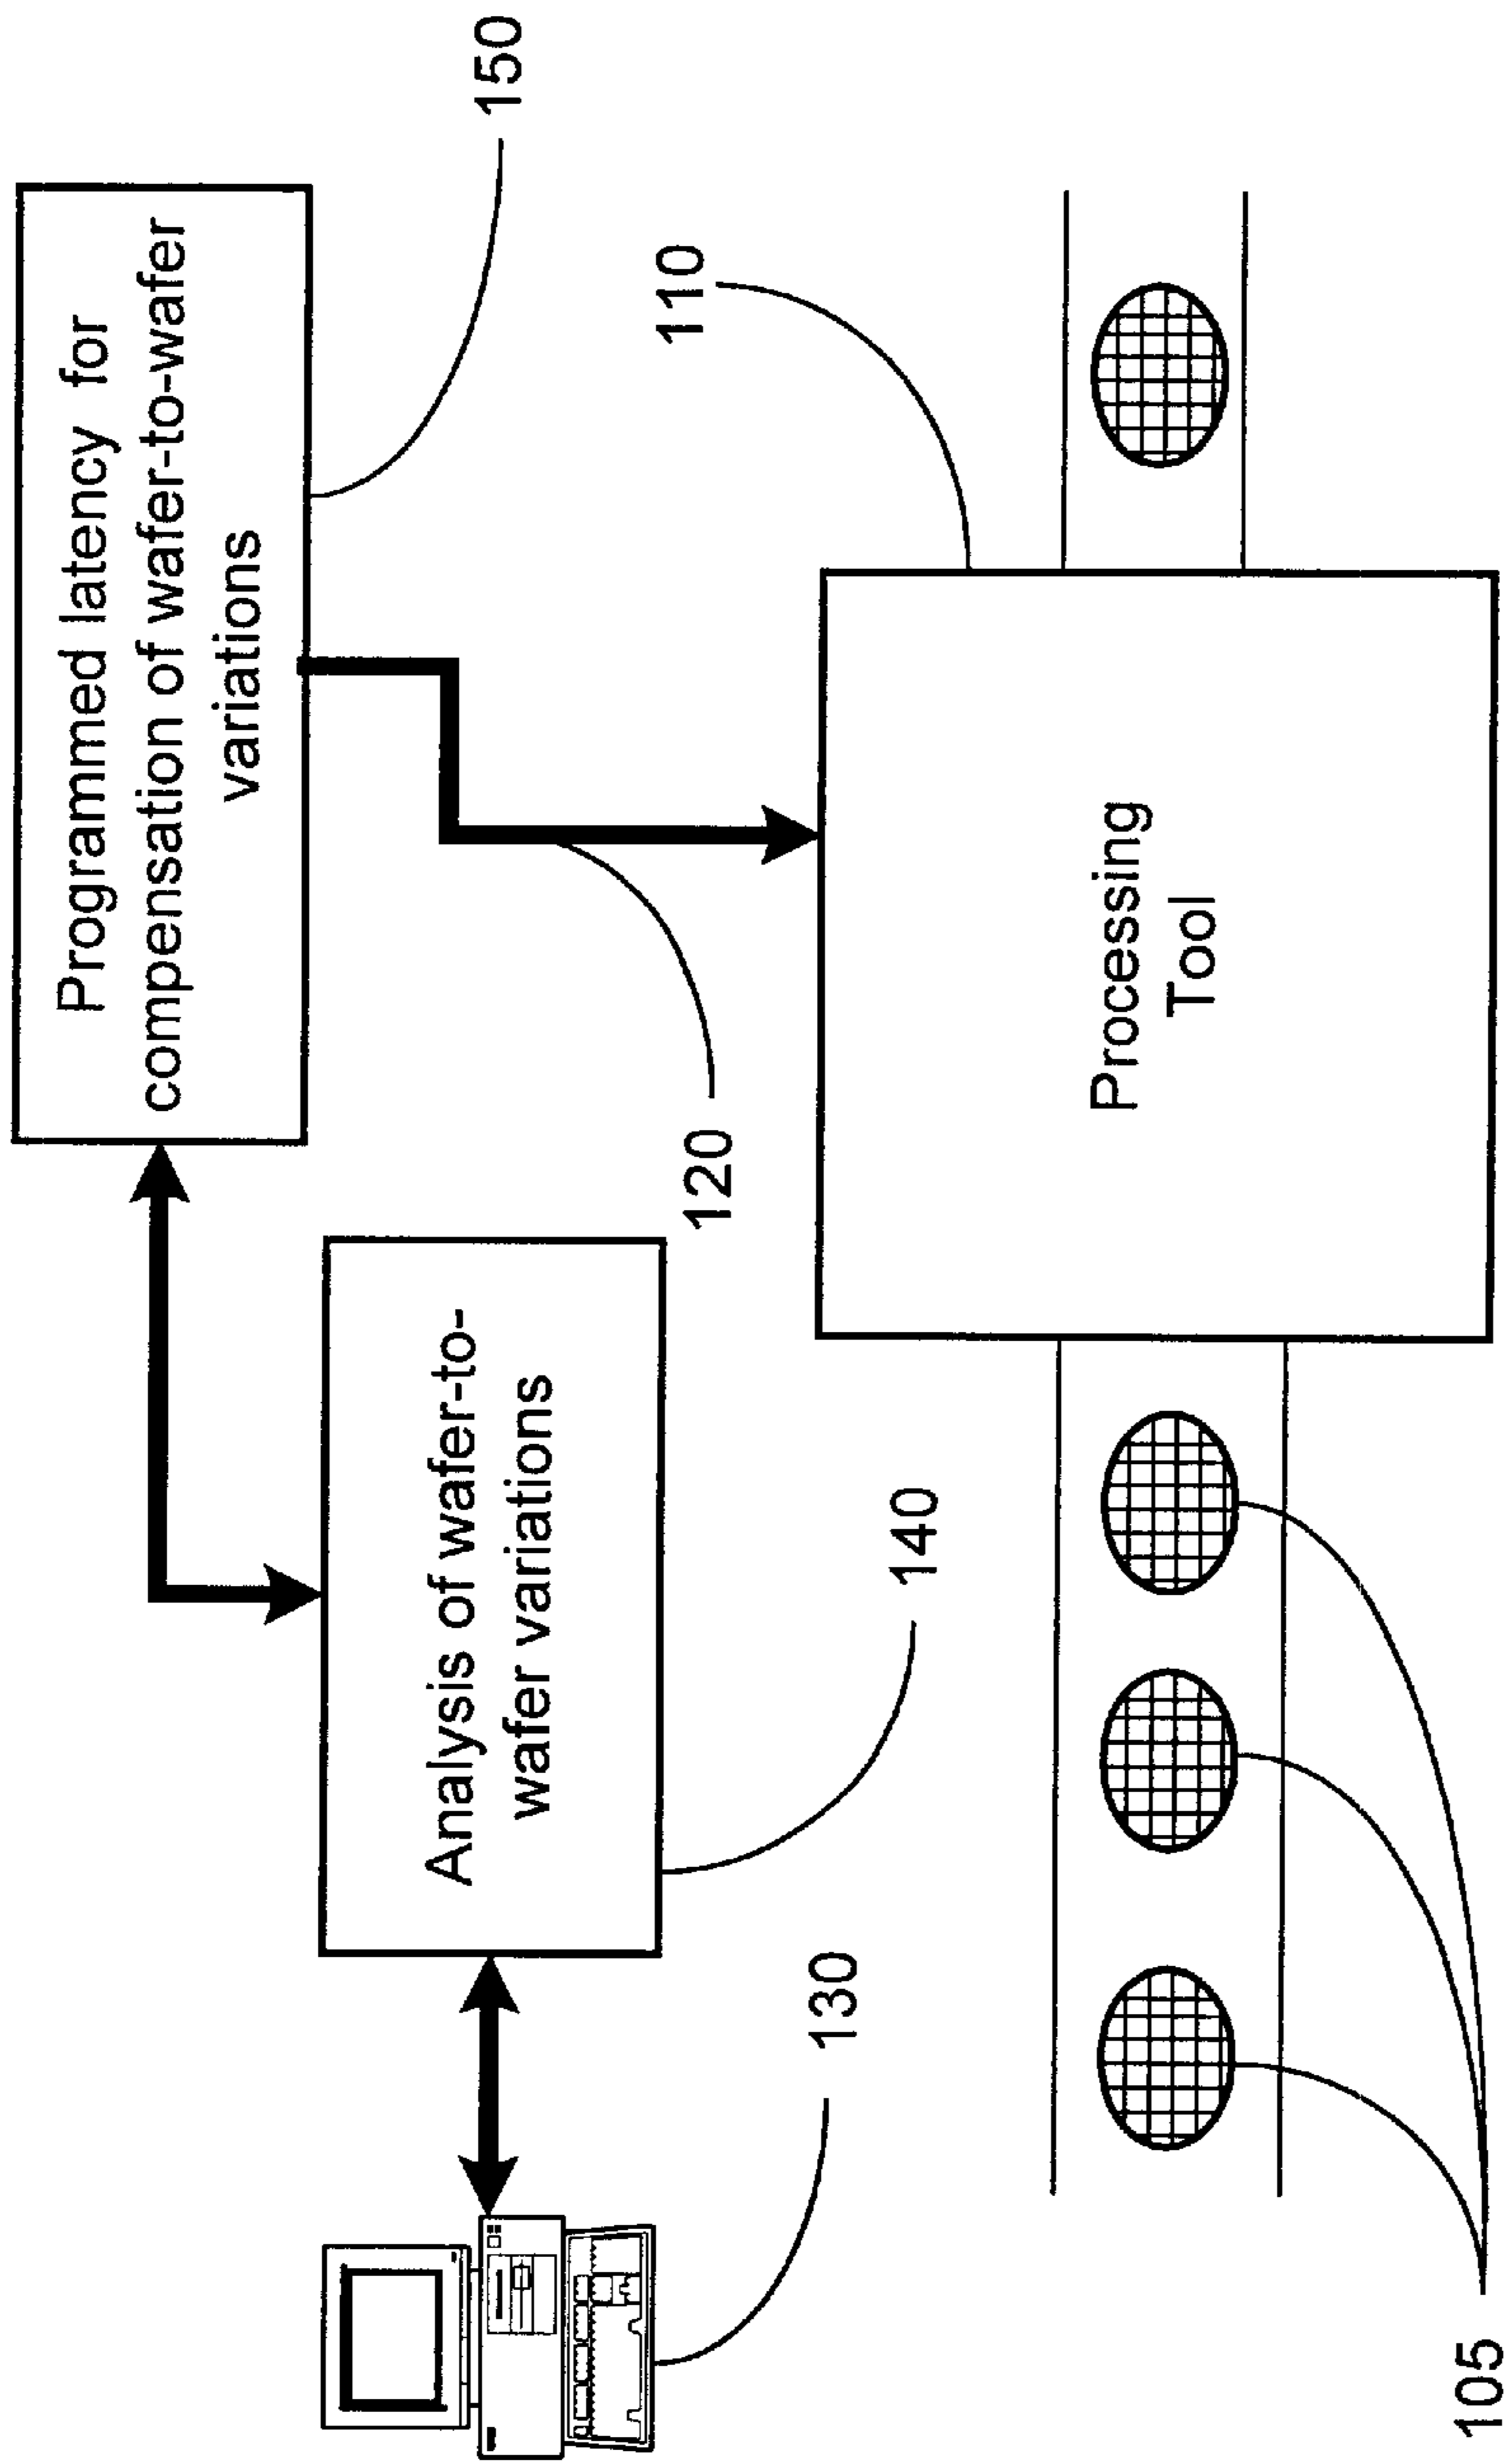 Programmed latency for
compensation of wafer-to-wafer
variations
150
Analysis of wafer-to-
wafer variations
110
120
140
130
Processing
Tool
105